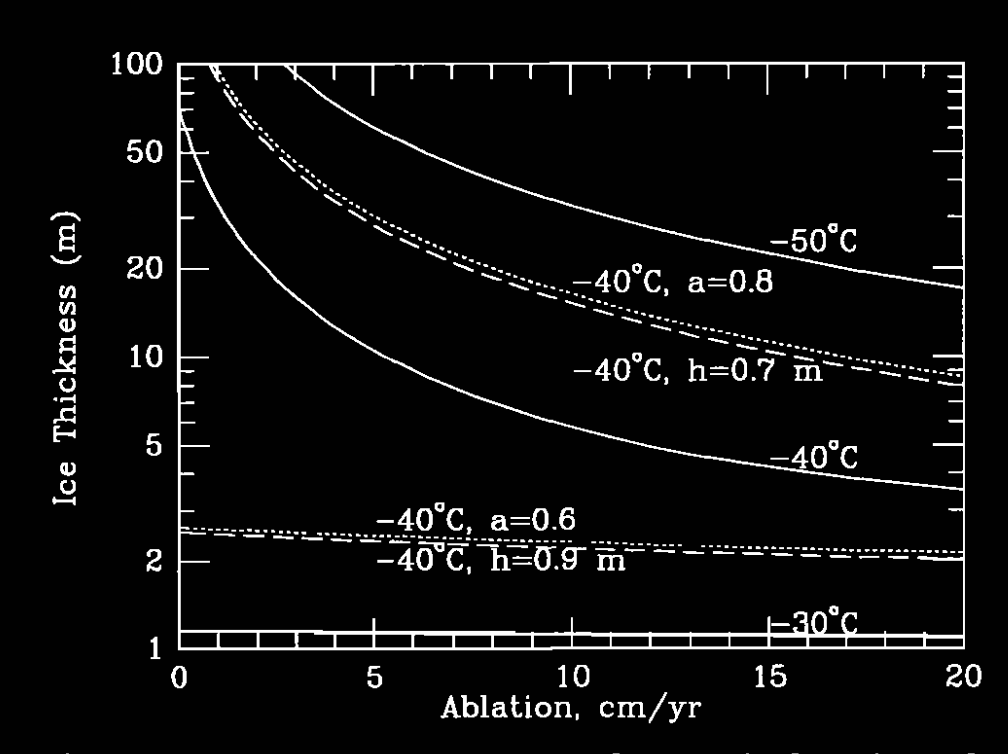 100
50
20
10
5
2
1
Ice Thickness (m)
−50°C
−40°C, a=0.8
−40°C, h=0.7 m
−40°C
−40°C, a=0.6
−40°C, h=0.9 m
−30°C
0 5 10 15 20
Ablation, cm/yr